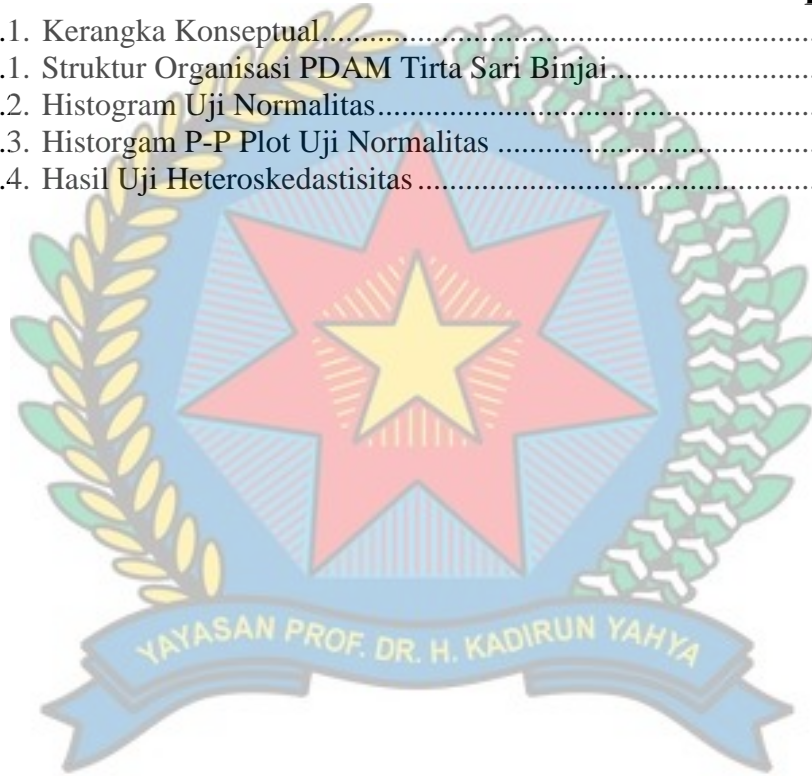 .1. Kerangka Konseptual........................................................................
.1. Struktur Organisasi PDAM Tirta Sari Binjai..............................
.2. Histogram Uji Normalitas................................................................
.3. Historgam P-P Plot Uji Normalitas ................................................
.4. Hasil Uji Heteroskedastisitas ..........................................................
YAYASAN PROF. DR. H. KADIRUN YAHYA